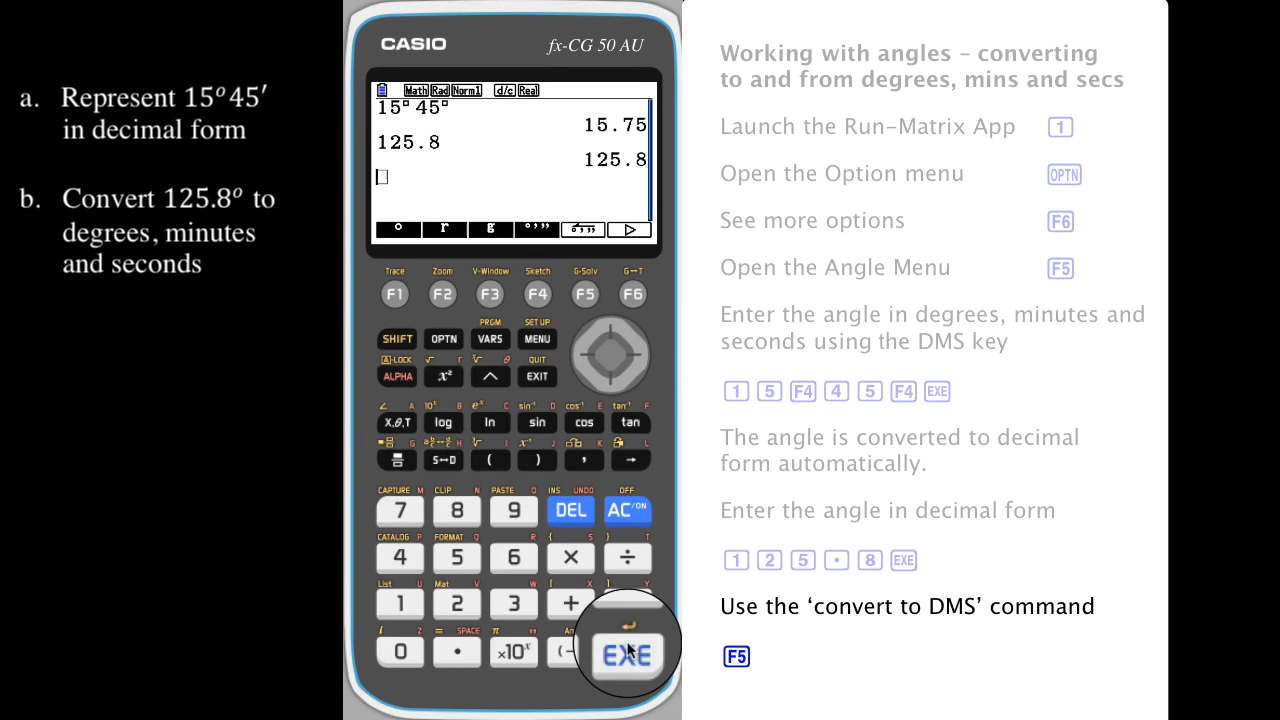 a. Represent 15°45′
in decimal form
b. Convert 125.8° to
degrees, minutes
and seconds
CASIO fx-CG 50 AU
Math Rad Norm1 d/c Real
15°45°
15.75
125.8
125.8
° r g °’” ▷
Trace Zoom V-Window Sketch G-Solv G↔T
F1 F2 F3 F4 F5 F6
PRGM SET UP
SHIFT OPTN VARS MENU
A-LOCK √ r θ QUIT
ALPHA x² ^ EXIT
∠ A 10ˣ B eˣ C sin⁻¹ D cos⁻¹ E tan⁻¹ F
X,θ,T log ln sin cos tan
G H I J K L
S↔D ( ) , →
CAPTURE M CLIP N PASTE O INS UNDO OFF
7 8 9 DEL AC/ON
CATALOG P FORMAT Q R { S } T
4 5 6 × ÷
List U Mat V W [ X ] Y
1 2 3 +
i Z = SPACE π ”
0 • ×10ˣ (− EXE
Working with angles – converting
to and from degrees, mins and secs
Launch the Run-Matrix App 1
Open the Option menu OPTN
See more options F6
Open the Angle Menu F5
Enter the angle in degrees, minutes and
seconds using the DMS key
1 5 F4 4 5 F4 EXE
The angle is converted to decimal
form automatically.
Enter the angle in decimal form
1 2 5 • 8 EXE
Use the ‘convert to DMS’ command
F5